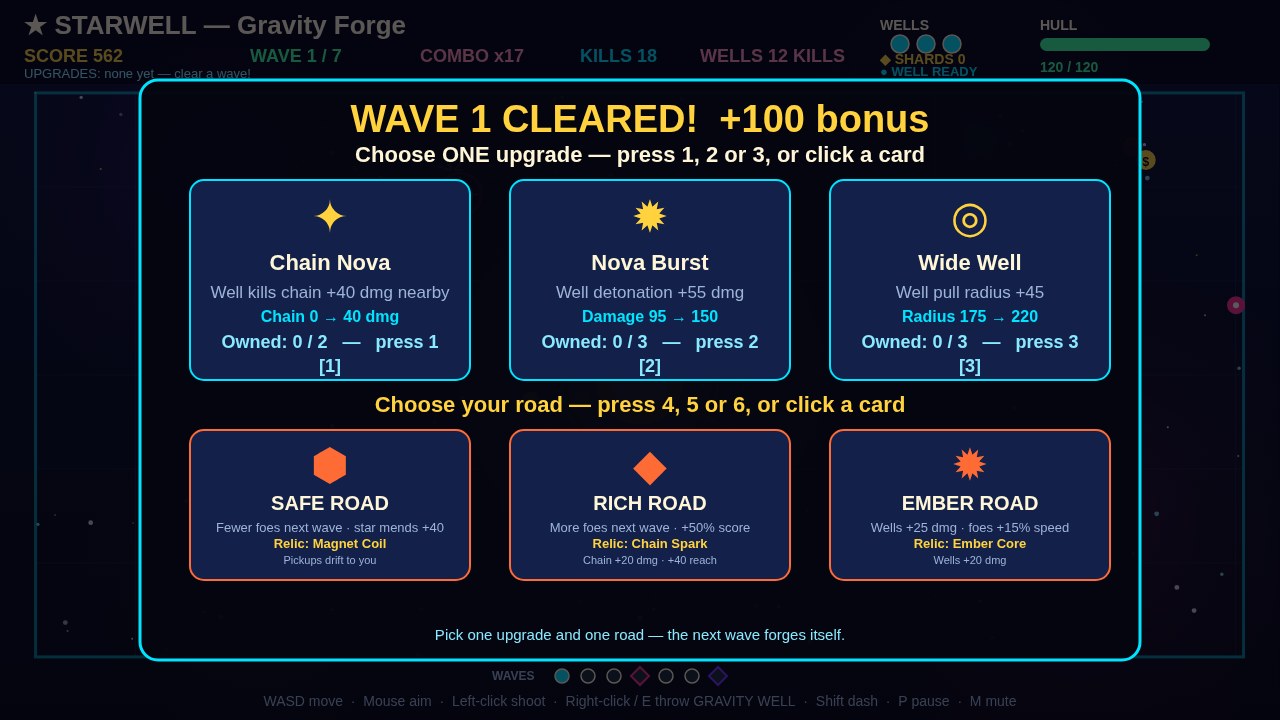 ★ STARWELL — Gravity Forge
SCORE 562
WAVE 1 / 7
COMBO x17
KILLS 18
WELLS 12 KILLS
WELLS
◆ SHARDS 0
● WELL READY
HULL
120 / 120
UPGRADES: none yet — clear a wave!
WAVE 1 CLEARED!  +100 bonus
Choose ONE upgrade — press 1, 2 or 3, or click a card
Chain Nova
Well kills chain +40 dmg nearby
Chain 0 → 40 dmg
Owned: 0 / 2 — press 1
[1]
Nova Burst
Well detonation +55 dmg
Damage 95 → 150
Owned: 0 / 3 — press 2
[2]
Wide Well
Well pull radius +45
Radius 175 → 220
Owned: 0 / 3 — press 3
[3]
$
Choose your road — press 4, 5 or 6, or click a card
SAFE ROAD
Fewer foes next wave · star mends +40
Relic: Magnet Coil
Pickups drift to you
RICH ROAD
More foes next wave · +50% score
Relic: Chain Spark
Chain +20 dmg · +40 reach
EMBER ROAD
Wells +25 dmg · foes +15% speed
Relic: Ember Core
Wells +20 dmg
Pick one upgrade and one road — the next wave forges itself.
WAVES
WASD move · Mouse aim · Left-click shoot · Right-click / E throw GRAVITY WELL · Shift dash · P pause · M mute